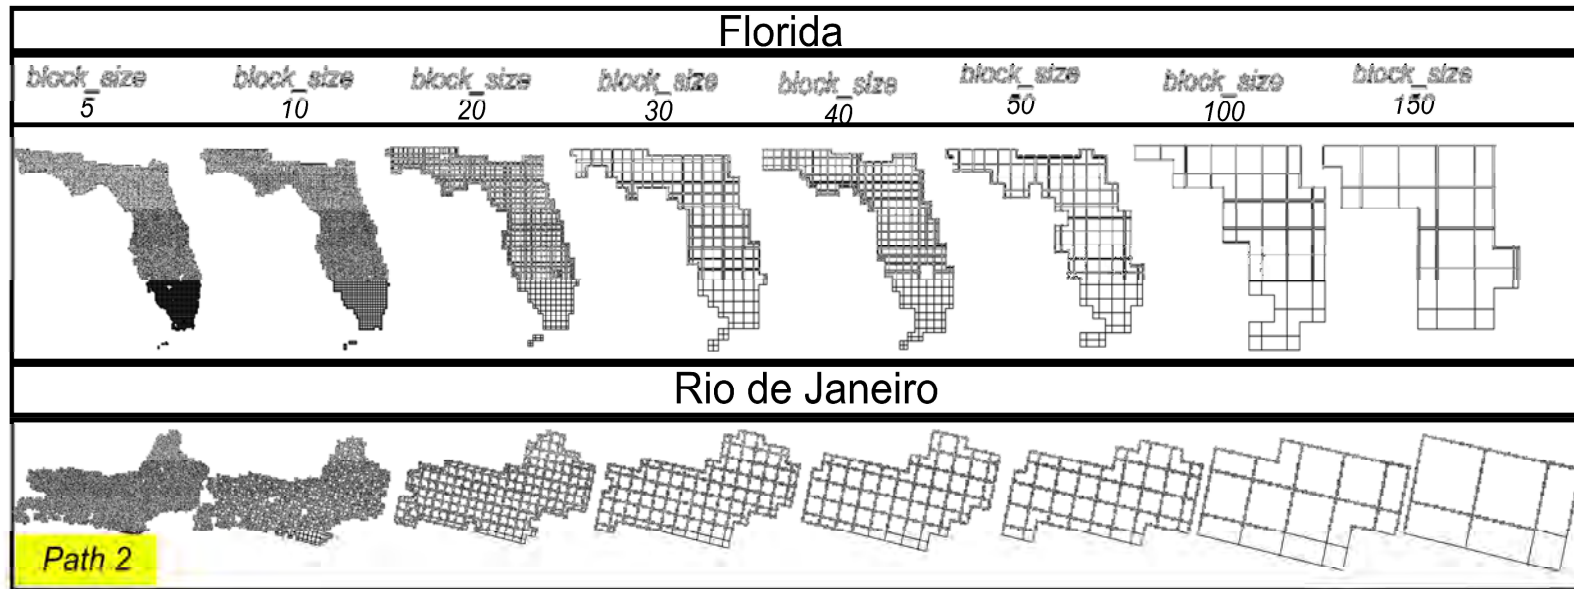 Florida
block_size block_size block_size block_size block_size block_size block_size block_size
5 10 20 30 40 50 100 150
Rio de Janeiro
Path 2